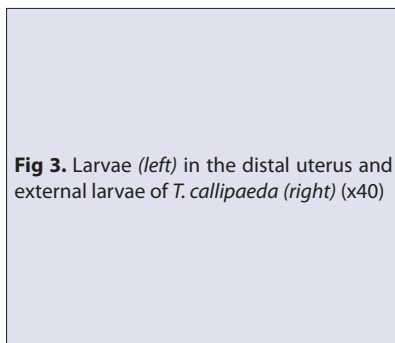 Fig 3. Larvae (left) in the distal uterus and
external larvae of T. callipaeda (right) (x40)